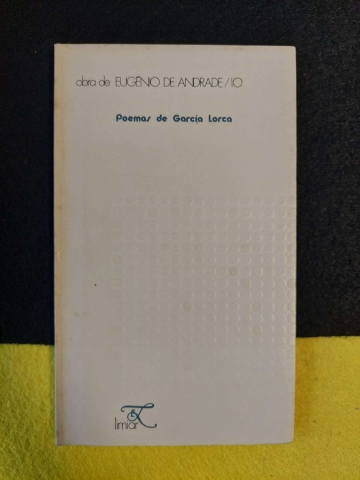 obra de EUGÉNIO DE ANDRADE/10
Poemas de García Lorca
limiar